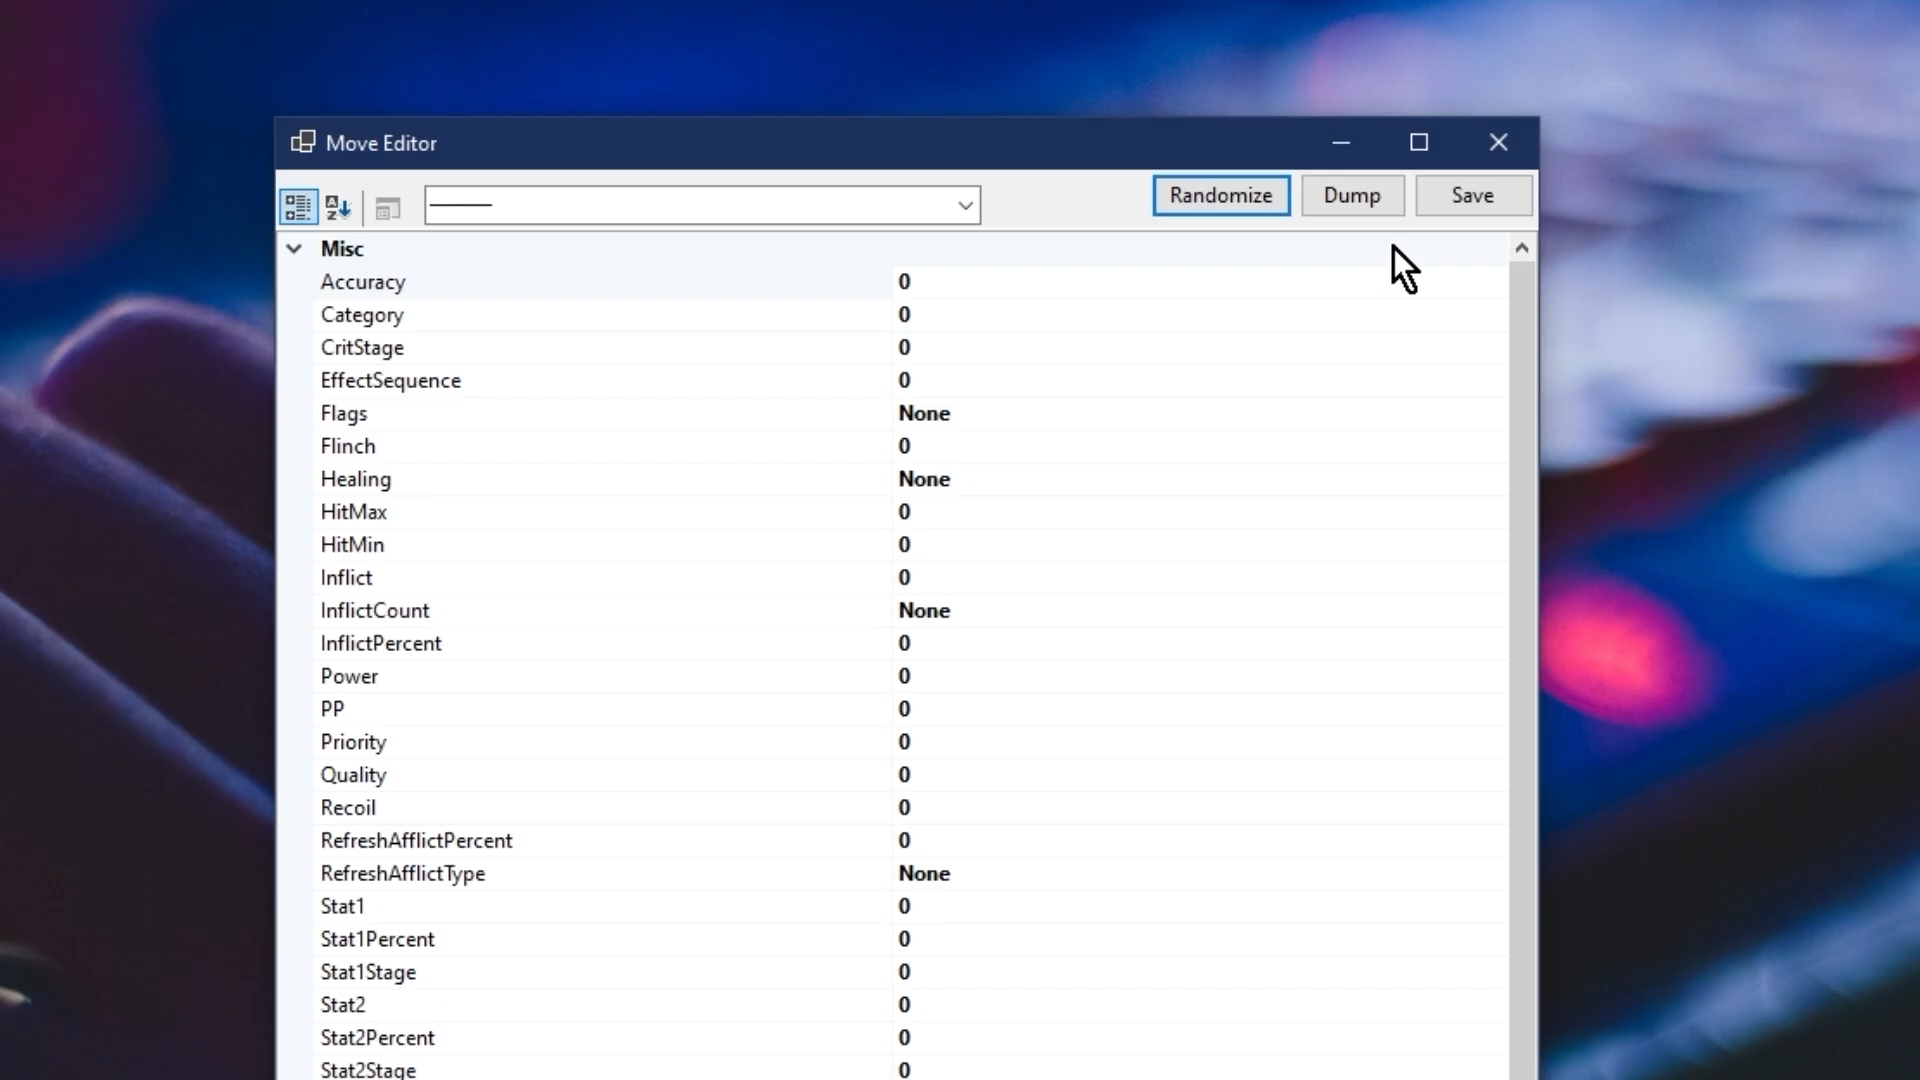 Move Editor
Randomize Dump Save
Misc
Accuracy 0
Category 0
CritStage 0
EffectSequence 0
Flags None
Flinch 0
Healing None
HitMax 0
HitMin 0
Inflict 0
InflictCount None
InflictPercent 0
Power 0
PP 0
Priority 0
Quality 0
Recoil 0
RefreshAfflictPercent 0
RefreshAfflictType None
Stat1 0
Stat1Percent 0
Stat1Stage 0
Stat2 0
Stat2Percent 0
Stat2Stage 0